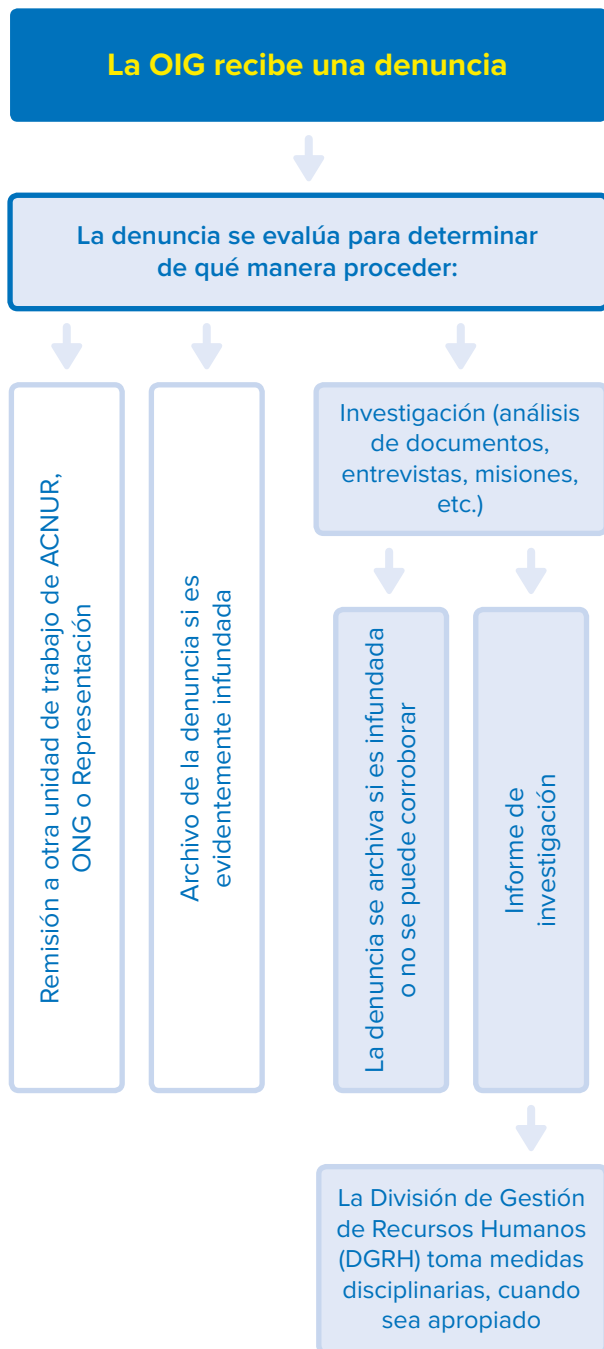 La OIG recibe una denuncia
La denuncia se evalúa para determinar
de qué manera proceder:
Remisión a otra unidad de trabajo de ACNUR,
ONG o Representación
Archivo de la denuncia si es
evidentemente infundada
Investigación (análisis
de documentos,
entrevistas, misiones,
etc.)
La denuncia se archiva si es infundada
o no se puede corroborar
Informe de
investigación
La División de Gestión
de Recursos Humanos
(DGRH) toma medidas
disciplinarias, cuando
sea apropiado